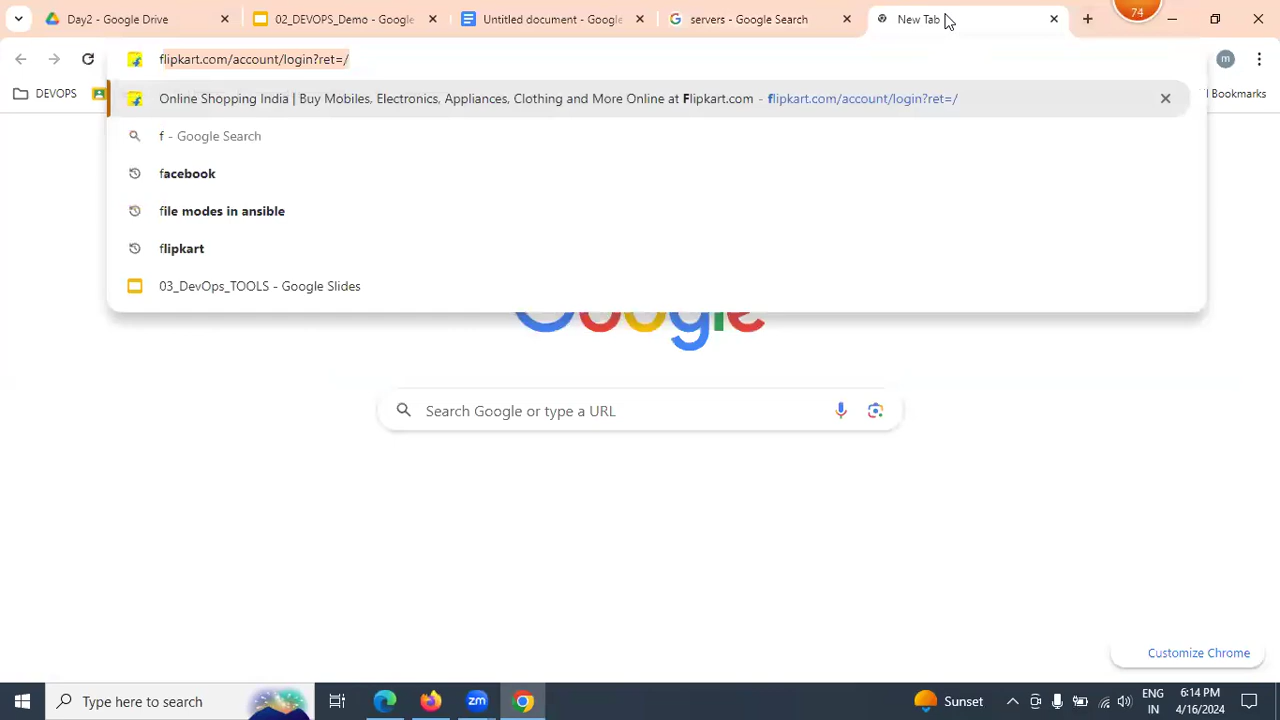 Day2 - Google Drive
02_DEVOPS_Demo - Google
Untitled document - Google
servers - Google Search
New Tab
74
flipkart.com/account/login?ret=/
m
DEVOPS
Bookmarks
Online Shopping India | Buy Mobiles, Electronics, Appliances, Clothing and More Online at Flipkart.com - flipkart.com/account/login?ret=/
f - Google Search
facebook
file modes in ansible
flipkart
03_DevOps_TOOLS - Google Slides
Google
Search Google or type a URL
Customize Chrome
Type here to search
zm
Sunset
ENG
IN
6:14 PM
4/16/2024